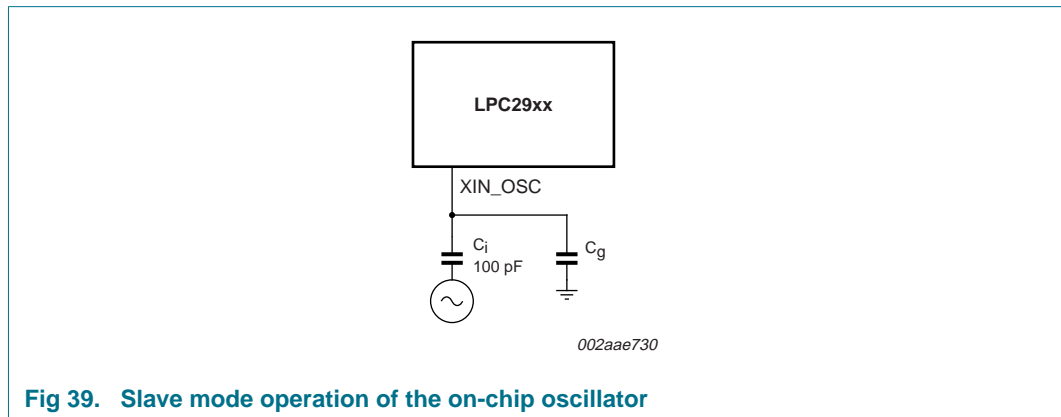 LPC29xx
XIN_OSC
Ci
100 pF
Cg
002aae730
Fig 39. Slave mode operation of the on-chip oscillator